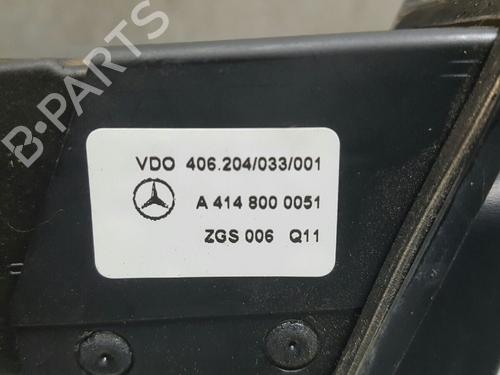 B-PARTS
VDO 406.204/033/001
A 414 800 0051
ZGS 006 Q11